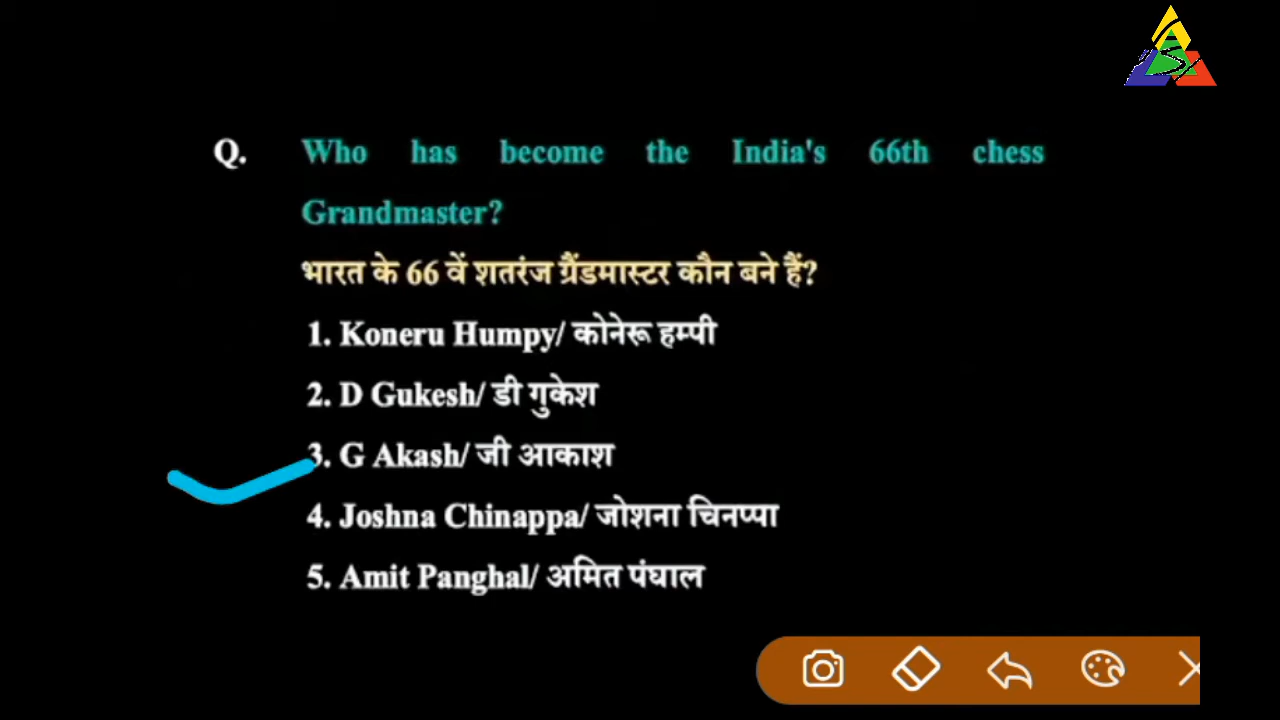 Q. Who has become the India's 66th chess
Grandmaster?
भारत के 66 वें शतरंज ग्रैंडमास्टर कौन बने हैं?
1. Koneru Humpy/ कोनेरू हम्पी
2. D Gukesh/ डी गुकेश
3. G Akash/ जी आकाश
4. Joshna Chinappa/ जोशना चिनप्पा
5. Amit Panghal/ अमित पंघाल